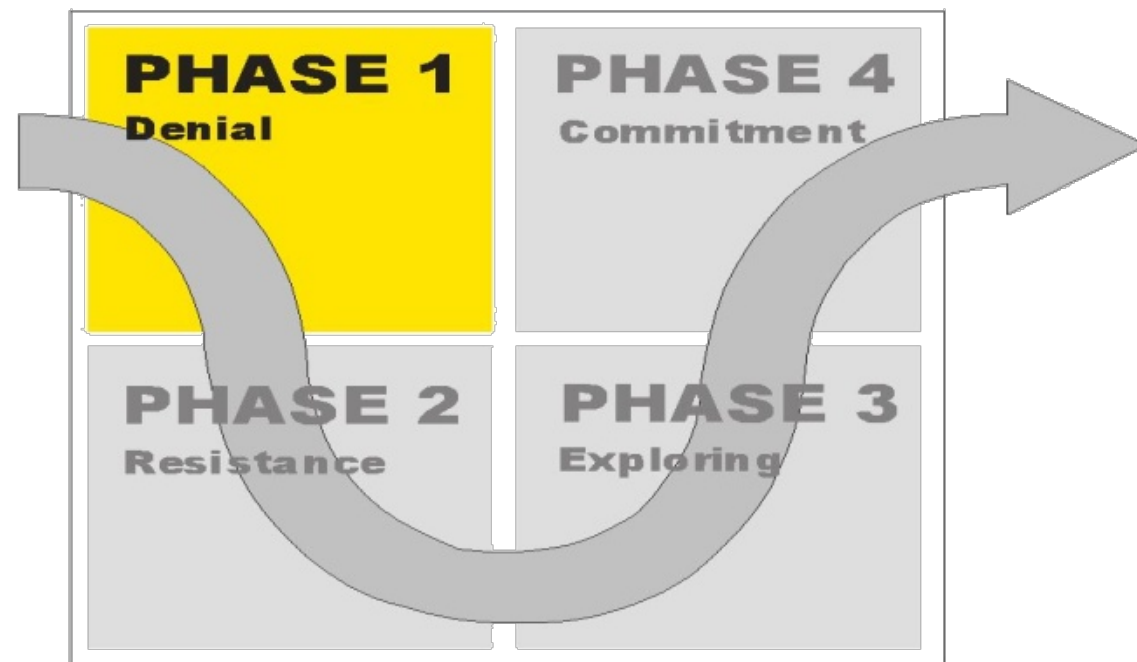 PHASE 1
Denial
PHASE 4
Commitment
PHASE 2
Resistance
PHASE 3
Exploring